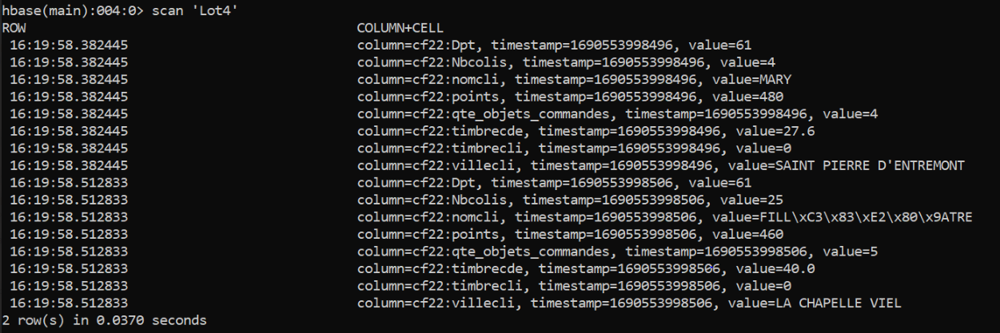 hbase(main):004:0> scan 'Lot4'
ROW COLUMN+CELL
16:19:58.382445 column=cf22:Dpt, timestamp=1690553998496, value=61
16:19:58.382445 column=cf22:Nbcolis, timestamp=1690553998496, value=4
16:19:58.382445 column=cf22:nomcli, timestamp=1690553998496, value=MARY
16:19:58.382445 column=cf22:points, timestamp=1690553998496, value=480
16:19:58.382445 column=cf22:qte_objets_commandes, timestamp=1690553998496, value=4
16:19:58.382445 column=cf22:timbrecde, timestamp=1690553998496, value=27.6
16:19:58.382445 column=cf22:timbrecli, timestamp=1690553998496, value=0
16:19:58.382445 column=cf22:villecli, timestamp=1690553998496, value=SAINT PIERRE D'ENTREMONT
16:19:58.512833 column=cf22:Dpt, timestamp=1690553998506, value=61
16:19:58.512833 column=cf22:Nbcolis, timestamp=1690553998506, value=25
16:19:58.512833 column=cf22:nomcli, timestamp=1690553998506, value=FILL\xC3\x83\xE2\x80\x9ATRE
16:19:58.512833 column=cf22:points, timestamp=1690553998506, value=460
16:19:58.512833 column=cf22:qte_objets_commandes, timestamp=1690553998506, value=5
16:19:58.512833 column=cf22:timbrecde, timestamp=1690553998506, value=40.0
16:19:58.512833 column=cf22:timbrecli, timestamp=1690553998506, value=0
16:19:58.512833 column=cf22:villecli, timestamp=1690553998506, value=LA CHAPELLE VIEL
2 row(s) in 0.0370 seconds